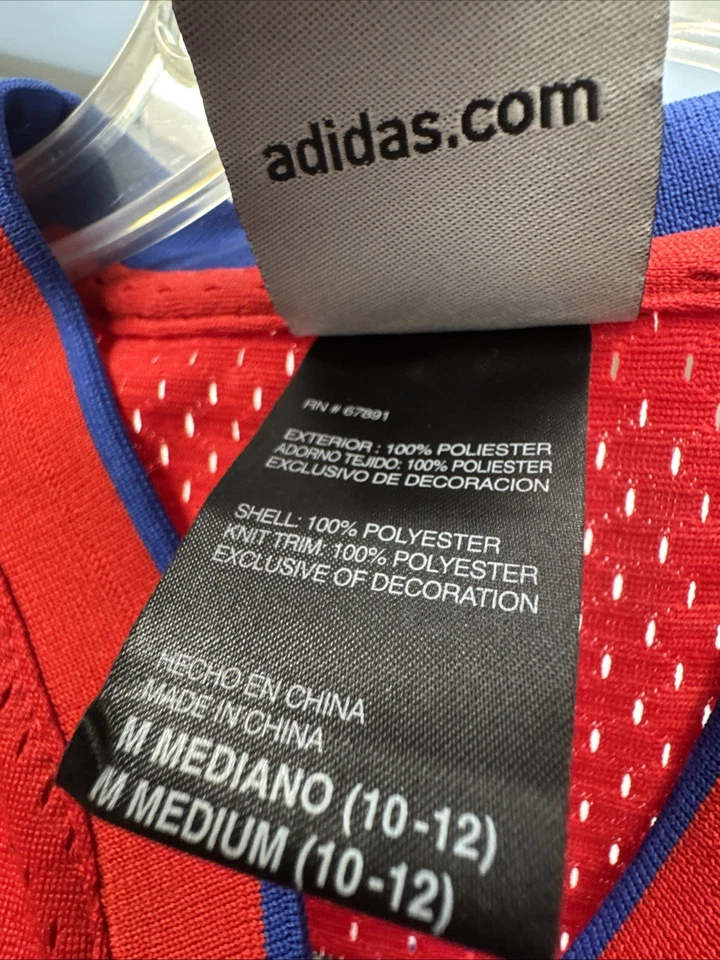 adidas.com
RN # 67891
EXTERIOR : 100% POLIESTER
ADORNO TEJIDO: 100% POLIESTER
EXCLUSIVO DE DECORACION
SHELL: 100% POLYESTER
KNIT TRIM: 100% POLYESTER
EXCLUSIVE OF DECORATION
HECHO EN CHINA
MADE IN CHINA
M MEDIANO (10-12)
M MEDIUM (10-12)